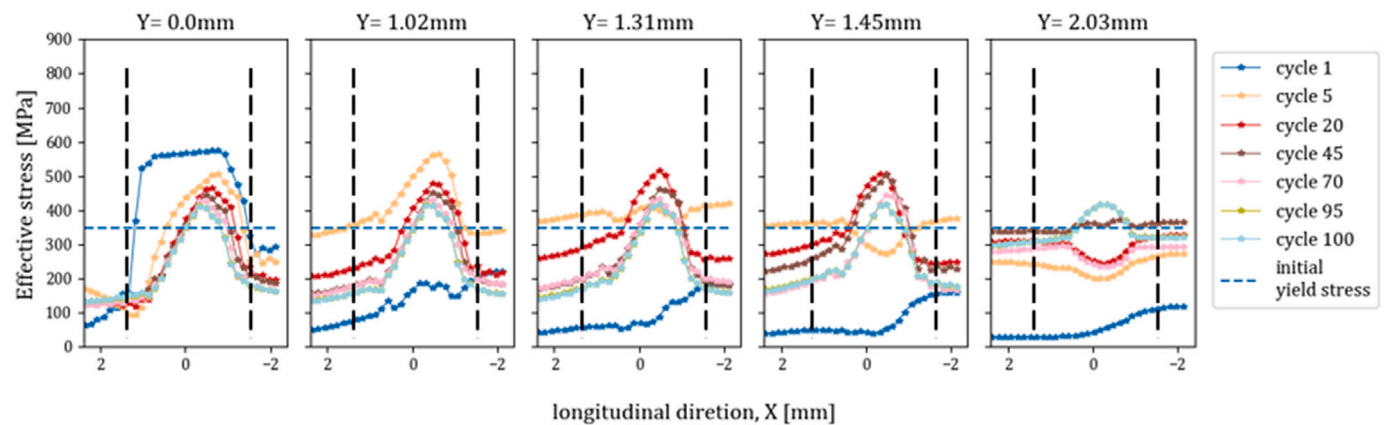 Y= 0.0mm
Y= 1.02mm
Y= 1.31mm
Y= 1.45mm
Y= 2.03mm
Effective stress [MPa]
900
800
700
600
500
400
300
200
100
0
2 0 −2
2 0 −2
2 0 −2
2 0 −2
2 0 −2
longitudinal diretion, X [mm]
cycle 1
cycle 5
cycle 20
cycle 45
cycle 70
cycle 95
cycle 100
initial
yield stress